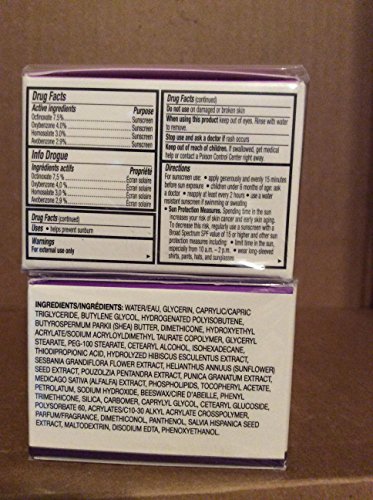 Drug Facts
Active ingredients Purpose
Octinoxate 7.5% Sunscreen
Oxybenzone 4.0% Sunscreen
Homosalate 3.0% Sunscreen
Avobenzone 2.9% Sunscreen
Info Drogue
Ingrédients actifs Propriété
Octinoxate 7.5% Écran solaire
Oxybenzone 4,0% Écran solaire
Homosalate 3,0% Écran solaire
Avobenzone 2,9% Écran solaire
Drug Facts (continued)
Uses • helps prevent sunburn
Warnings
For external use only
Drug Facts (continued)
Do not use on damaged or broken skin
When using this product keep out of eyes. Rinse with water
to remove.
Stop use and ask a doctor if rash occurs
Keep out of reach of children. If swallowed, get medical
help or contact a Poison Control Center right away.
Directions
For sunscreen use: • apply generously and evenly 15 minutes
before sun exposure • children under 6 months of age: ask
a doctor • reapply at least every 2 hours • use a water
resistant sunscreen if swimming or sweating
• Sun Protection Measures. Spending time in the sun
increases your risk of skin cancer and early skin aging.
To decrease this risk, regularly use a sunscreen with a
Broad Spectrum SPF value of 15 or higher and other sun
protection measures including: • limit time in the sun,
especially from 10 a.m. – 2 p.m. • wear long-sleeved
shirts, pants, hats, and sunglasses
INGREDIENTS/INGRÉDIENTS: WATER/EAU, GLYCERIN, CAPRYLIC/CAPRIC
TRIGLYCERIDE, BUTYLENE GLYCOL, HYDROGENATED POLYISOBUTENE,
BUTYROSPERMUM PARKII (SHEA) BUTTER, DIMETHICONE, HYDROXYETHYL
ACRYLATE/SODIUM ACRYLOYLDIMETHYL TAURATE COPOLYMER, GLYCERYL
STEARATE, PEG-100 STEARATE, CETEARYL ALCOHOL, ISOHEXADECANE,
THIODIPROPIONIC ACID, HYDROLYZED HIBISCUS ESCULENTUS EXTRACT,
SESBANIA GRANDIFLORA FLOWER EXTRACT, HELIANTHUS ANNUUS (SUNFLOWER)
SEED EXTRACT, POUZOLZIA PENTANDRA EXTRACT, PUNICA GRANATUM EXTRACT,
MEDICAGO SATIVA (ALFALFA) EXTRACT, PHOSPHOLIPIDS, TOCOPHERYL ACETATE,
PETROLATUM, SODIUM HYDROXIDE, BEESWAX/CIRE D'ABEILLE, PHENYL
TRIMETHICONE, SILICA, CARBOMER, CAPRYLYL GLYCOL, CETEARYL GLUCOSIDE,
POLYSORBATE 60, ACRYLATES/C10-30 ALKYL ACRYLATE CROSSPOLYMER,
PARFUM/FRAGRANCE, DIMETHICONOL, PANTHENOL, SALVIA HISPANICA SEED
EXTRACT, MALTODEXTRIN, DISODIUM EDTA, PHENOXYETHANOL.